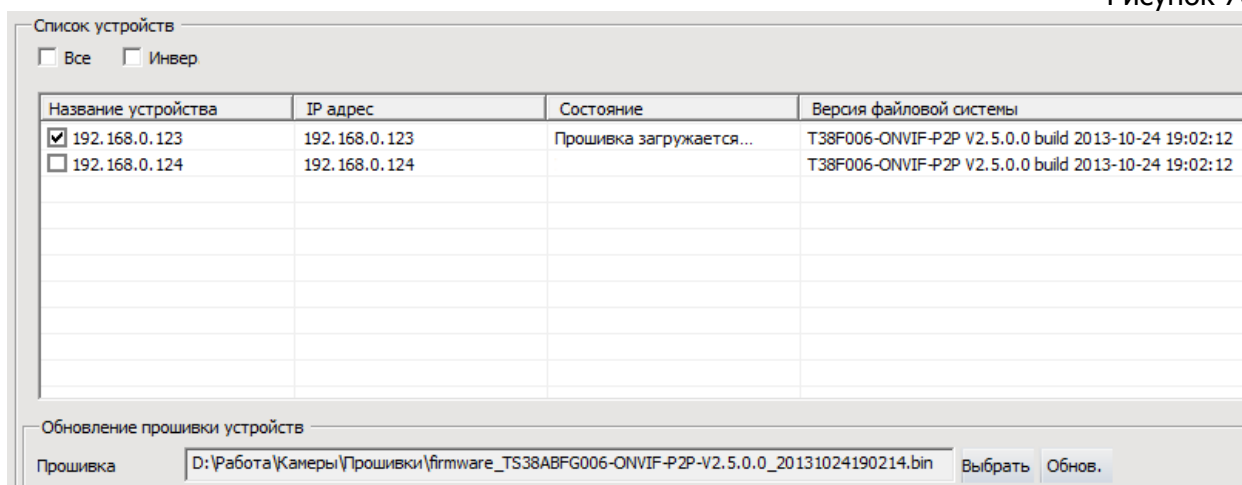 Рисунок
Список устройств
Все Инвер
Название устройства IP адрес Состояние Версия файловой системы
192.168.0.123 192.168.0.123 Прошивка загружается... T38F006-ONVIF-P2P V2.5.0.0 build 2013-10-24 19:02:12
192.168.0.124 192.168.0.124 T38F006-ONVIF-P2P V2.5.0.0 build 2013-10-24 19:02:12
Обновление прошивки устройств
Прошивка D:\Работа\Камеры\Прошивки\firmware_TS38ABFG006-ONVIF-P2P-V2.5.0.0_20131024190214.bin Выбрать Обнов.